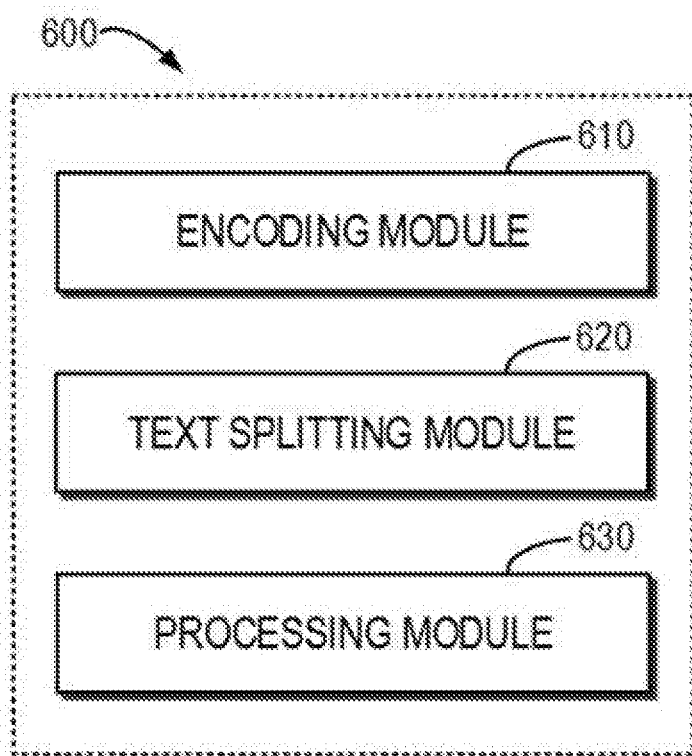 600
610
ENCODING MODULE
620
TEXT SPLITTING MODULE
630
PROCESSING MODULE